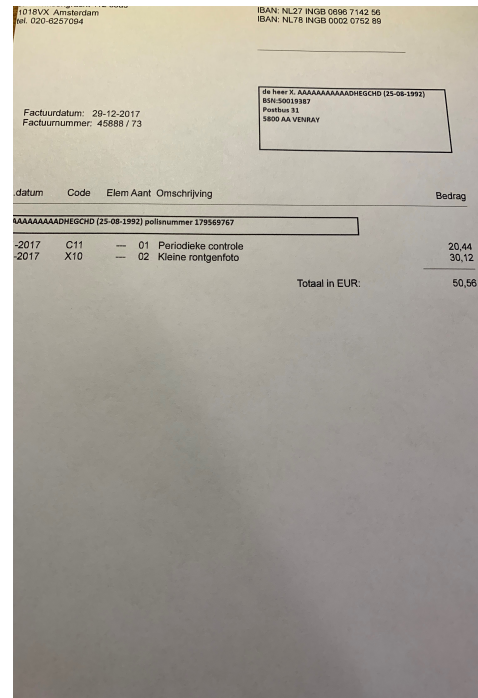 1018VX Amsterdam
tel. 020-6257094
IBAN: NL27 INGB 0696 7142 56
IBAN: NL78 INGB 0002 0752 89
de heer X. AAAAAAAAAAADHEGCHD (25-08-1992)
BSN:50019387
Postbus 31
5800 AA VENRAY
Factuurdatum: 29-12-2017
Factuurnummer: 45888 / 73
.datum Code Elem Aant Omschrijving Bedrag
AAAAAAAAADHEGCHD (25-08-1992) polisnummer 179569767
-2017 C11 --- 01 Periodieke controle 20,44
-2017 X10 --- 02 Kleine rontgenfoto 30,12
Totaal in EUR: 50,56